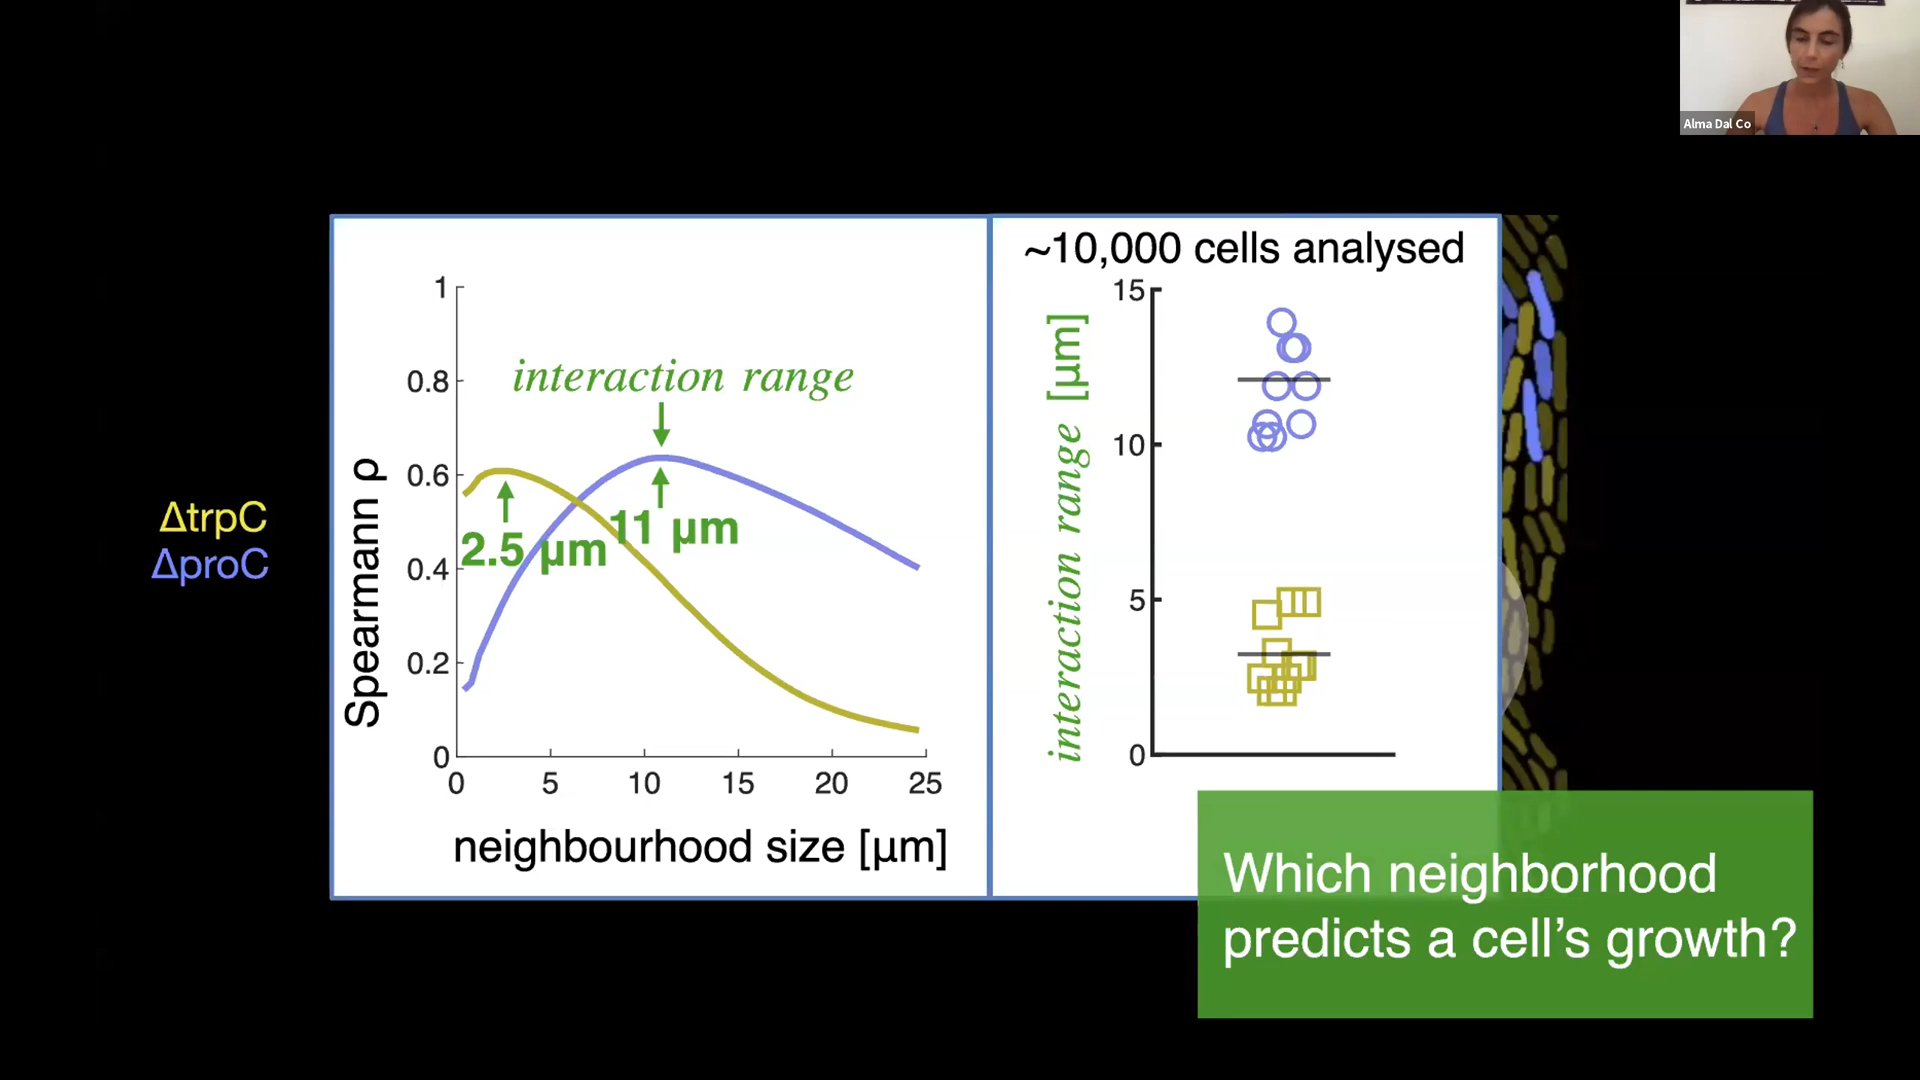 Alma Dal Co
ΔtrpC
ΔproC
1
0.8
0.6
0.4
0.2
0
Spearmann ρ
interaction range
2.5 µm
11 µm
0 5 10 15 20 25
neighbourhood size [µm]
~10,000 cells analysed
15
10
5
0
interaction range [µm]
Which neighborhood
predicts a cell’s growth?